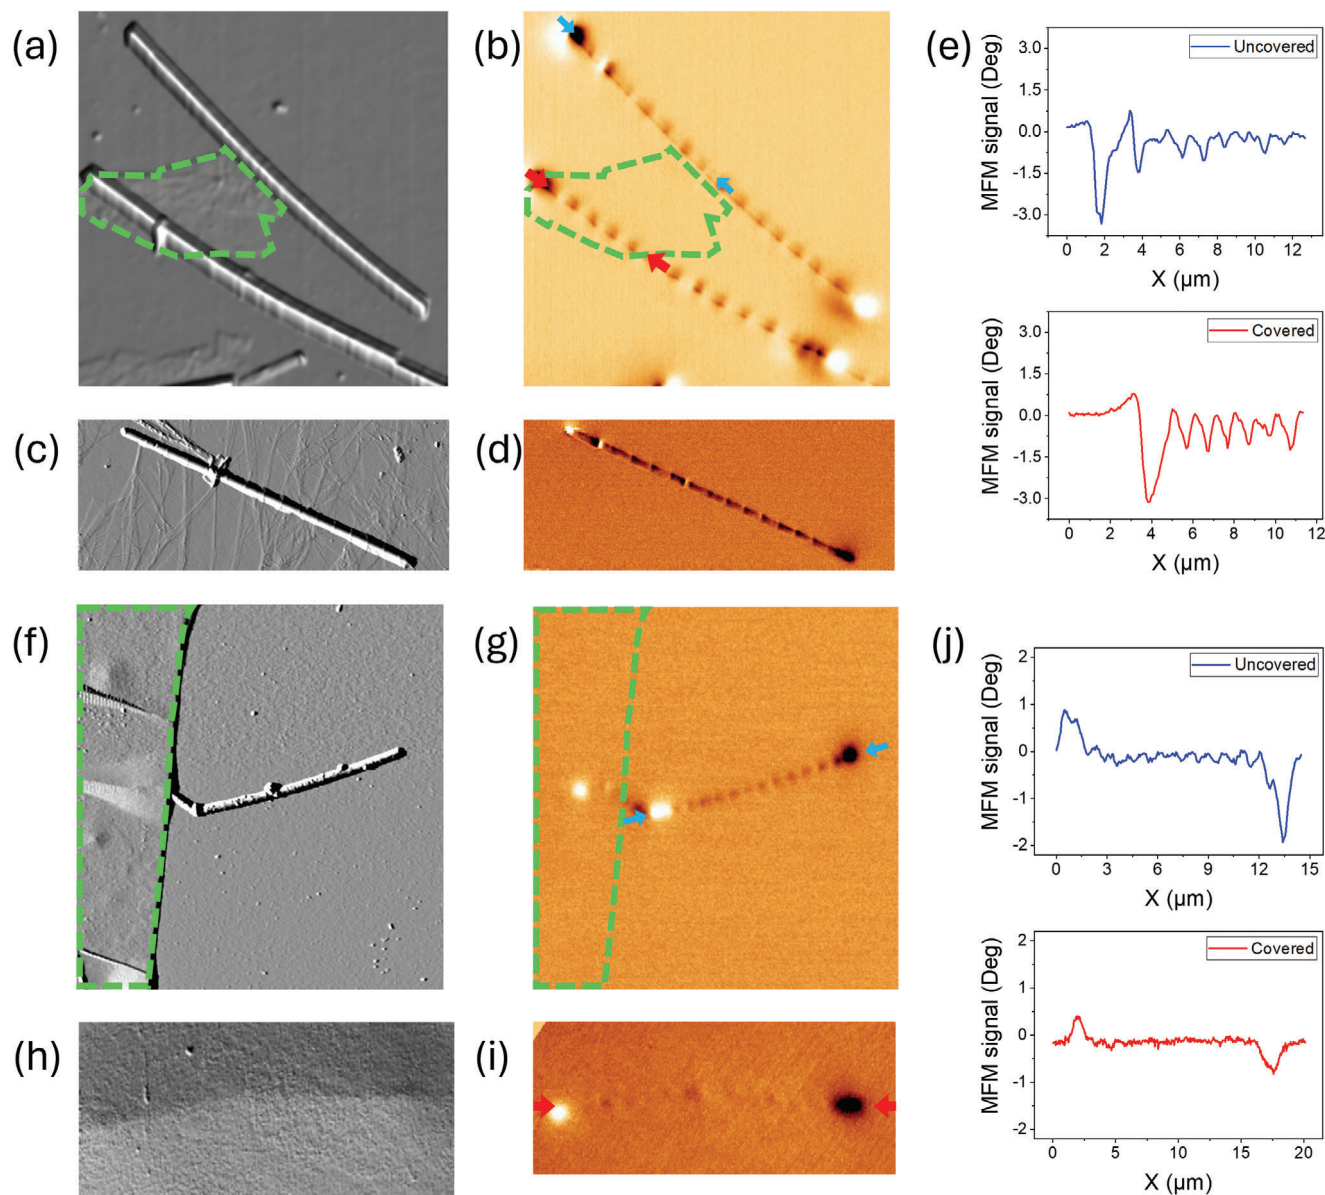 (a)
(b)
(e)
3.0
1.5
0.0
-1.5
-3.0
MFM signal (Deg)
Uncovered
0 2 4 6 8 10 12
X (µm)
3.0
1.5
0.0
-1.5
-3.0
MFM signal (Deg)
Covered
0 2 4 6 8 10 12
X (µm)
(c)
(d)
(f)
(g)
(j)
2
1
0
-1
-2
MFM signal (Deg)
Uncovered
0 3 6 9 12 15
X (µm)
(h)
(i)
2
1
0
-1
-2
MFM signal (Deg)
Covered
0 5 10 15 20
X (µm)